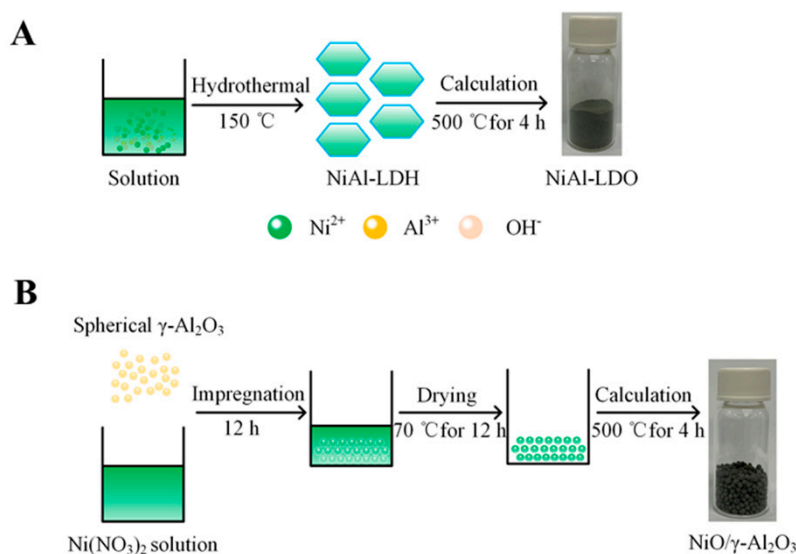 A
Hydrothermal
150 ℃
Calculation
500 ℃ for 4 h
Solution
NiAl-LDH
NiAl-LDO
Ni²⁺
Al³⁺
OH⁻
B
Spherical γ-Al₂O₃
Impregnation
12 h
Drying
70 ℃ for 12 h
Calculation
500 ℃ for 4 h
Ni(NO₃)₂ solution
NiO/γ-Al₂O₃